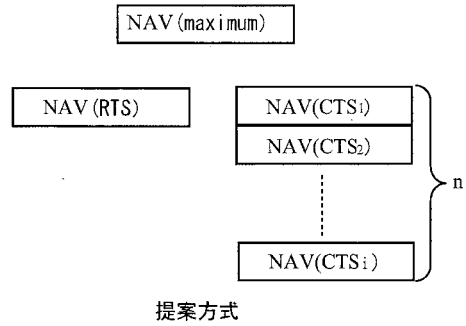 NAV(maximum)
NAV(RTS)
NAV(CTS1)
NAV(CTS2)
n
NAV(CTSi)
提案方式